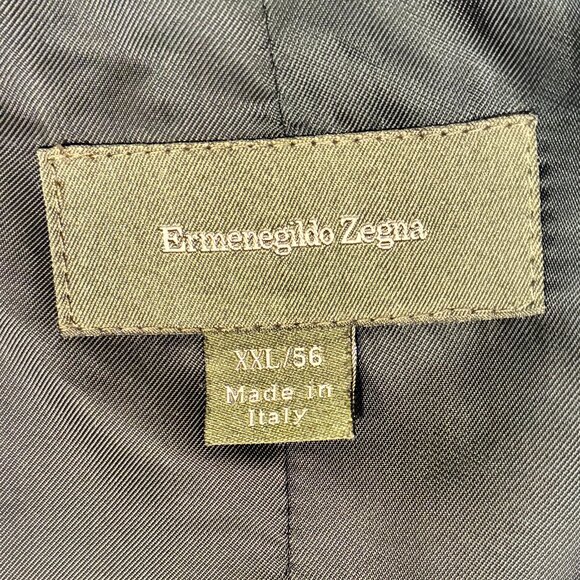 Ermenegildo Zegna
XXL/56
Made in
Italy